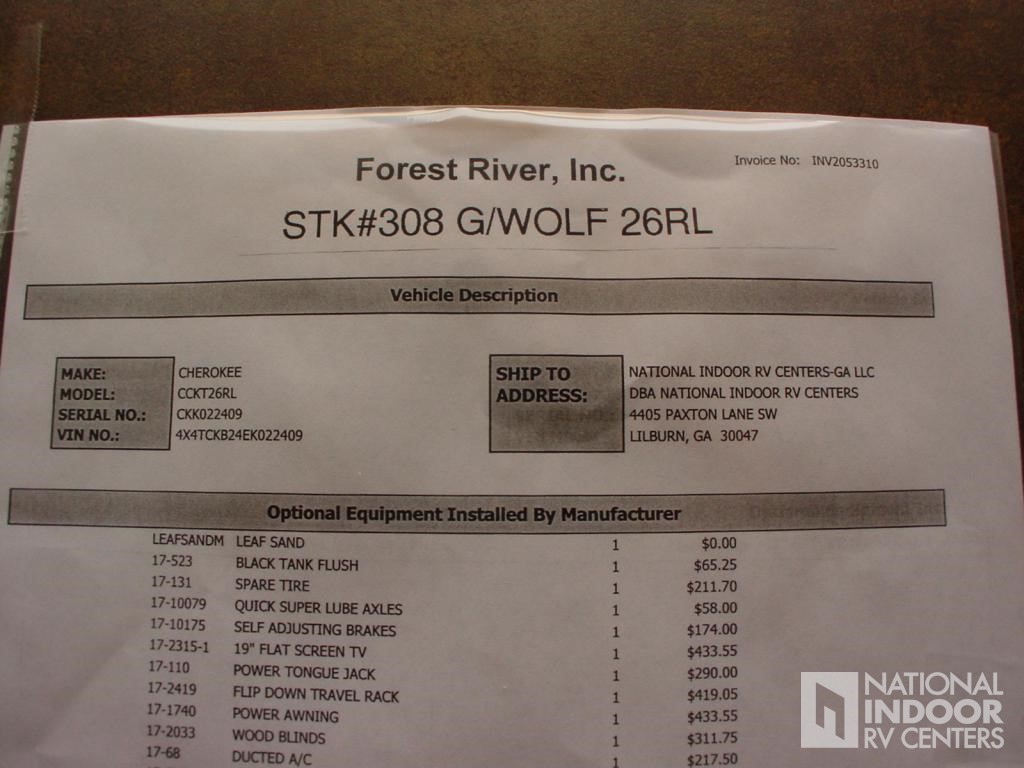 Forest River, Inc.
Invoice No: INV2053310
STK#308 G/WOLF 26RL
Vehicle Description
MAKE: CHEROKEE
MODEL: CCKT26RL
SERIAL NO.: CKK022409
VIN NO.: 4X4TCKB24EK022409
SHIP TO ADDRESS:
NATIONAL INDOOR RV CENTERS-GA LLC
DBA NATIONAL INDOOR RV CENTERS
4405 PAXTON LANE SW
LILBURN, GA 30047
Optional Equipment Installed By Manufacturer
LEAFSANDM LEAF SAND 1 $0.00
17-523 BLACK TANK FLUSH 1 $65.25
17-131 SPARE TIRE 1 $211.70
17-10079 QUICK SUPER LUBE AXLES 1 $58.00
17-10175 SELF ADJUSTING BRAKES 1 $174.00
17-2315-1 19" FLAT SCREEN TV 1 $433.55
17-110 POWER TONGUE JACK 1 $290.00
17-2419 FLIP DOWN TRAVEL RACK 1 $419.05
17-1740 POWER AWNING 1 $433.55
17-2033 WOOD BLINDS 1 $311.75
17-68 DUCTED A/C 1 $217.50
NATIONAL
INDOOR
RV CENTERS